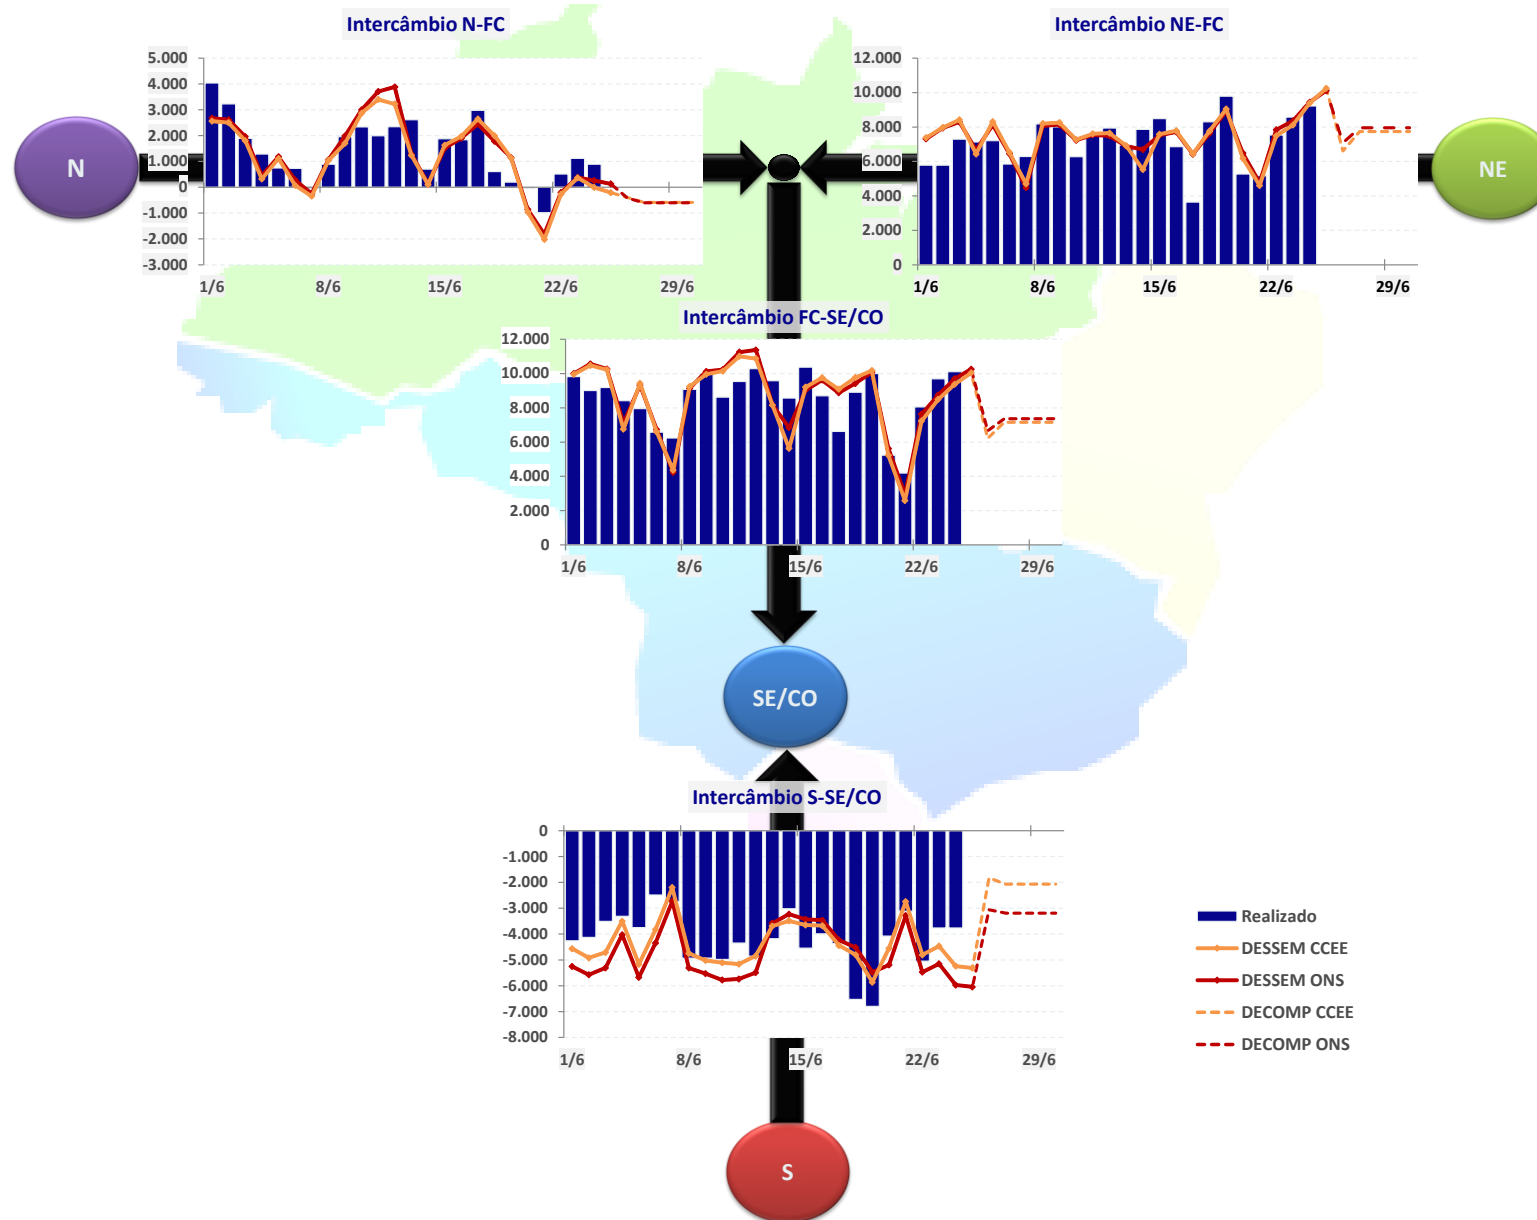 Intercâmbio N-FC
5.000
4.000
3.000
2.000
1.000
0
-1.000
-2.000
-3.000
1/6 8/6 15/6 22/6 29/6
N
Intercâmbio NE-FC
12.000
10.000
8.000
6.000
4.000
2.000
0
1/6 8/6 15/6 22/6 29/6
NE
Intercâmbio FC-SE/CO
12.000
10.000
8.000
6.000
4.000
2.000
0
1/6 8/6 15/6 22/6 29/6
SE/CO
Intercâmbio S-SE/CO
0
-1.000
-2.000
-3.000
-4.000
-5.000
-6.000
-7.000
-8.000
1/6 8/6 15/6 22/6 29/6
Realizado
DESSEM CCEE
DESSEM ONS
DECOMP CCEE
DECOMP ONS
S